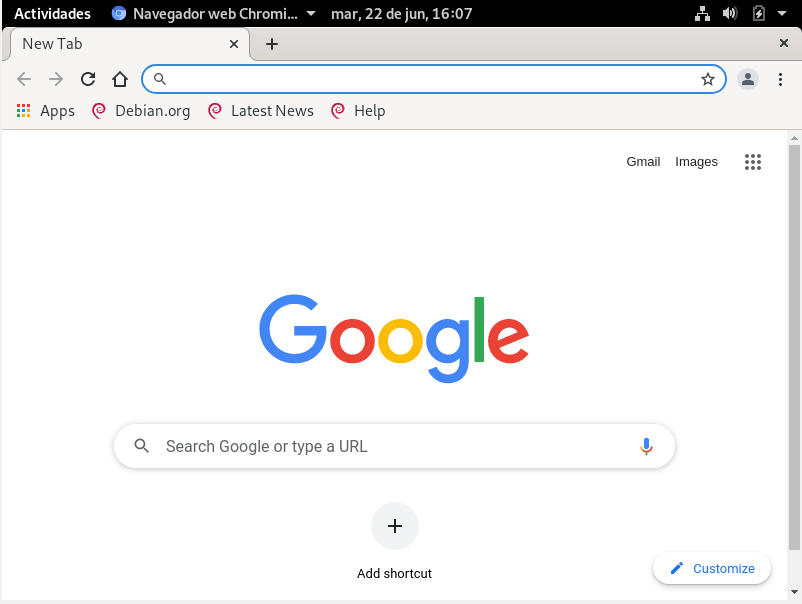 Actividades Navegador web Chromi... mar, 22 de jun, 16:07
New Tab
Apps Debian.org Latest News Help
Gmail Images
Google
Search Google or type a URL
Add shortcut
Customize